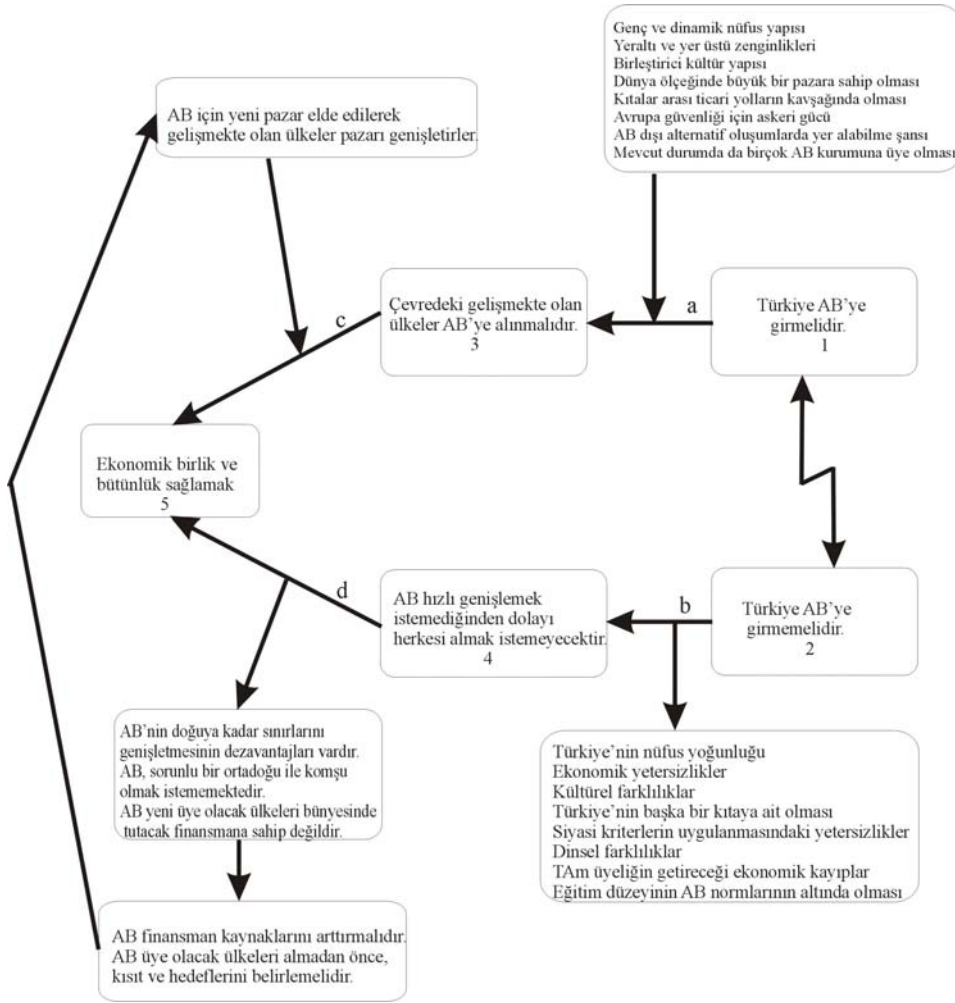 Genç ve dinamik nüfus yapısı
Yeraltı ve yer üstü zenginlikleri
Birleştirici kültür yapısı
Dünya ölçeğinde büyük bir pazara sahip olması
Kıtalar arası ticari yolların kavşağında olması
Avrupa güvenliği için askeri gücü
AB dışı alternatif oluşumlarda yer alabilme şansı
Mevcut durumda da birçok AB kurumuna üye olması
AB için yeni pazar elde edilerek
gelişmekte olan ülkeler pazarı genişletirler.
Çevredeki gelişmekte olan
ülkeler AB’ye alınmalıdır.
3
c
a
Türkiye AB’ye
girmelidir.
1
Ekonomik birlik ve
bütünlük sağlamak
5
d
AB hızlı genişlemek
istemediğinden dolayı
herkesi almak istemeyecektir.
4
b
Türkiye AB’ye
girmemelidir.
2
AB’nin doğuya kadar sınırlarını
genişletmesinin dezavantajları vardır.
AB, sorunlu bir ortadoğu ile komşu
olmak istememektedir.
AB yeni üye olacak ülkeleri bünyesinde
tutacak finansmana sahip değildir.
Türkiye’nin nüfus yoğunluğu
Ekonomik yetersizlikler
Kültürel farklılıklar
Türkiye’nin başka bir kıtaya ait olması
Siyasi kriterlerin uygulanmasındaki yetersizlikler
Dinsel farklılıklar
TAm üyeliğin getireceği ekonomik kayıplar
Eğitim düzeyinin AB normlarının altında olması
AB finansman kaynaklarını arttırmalıdır.
AB üye olacak ülkeleri almadan önce,
kısıt ve hedeflerini belirlemelidir.